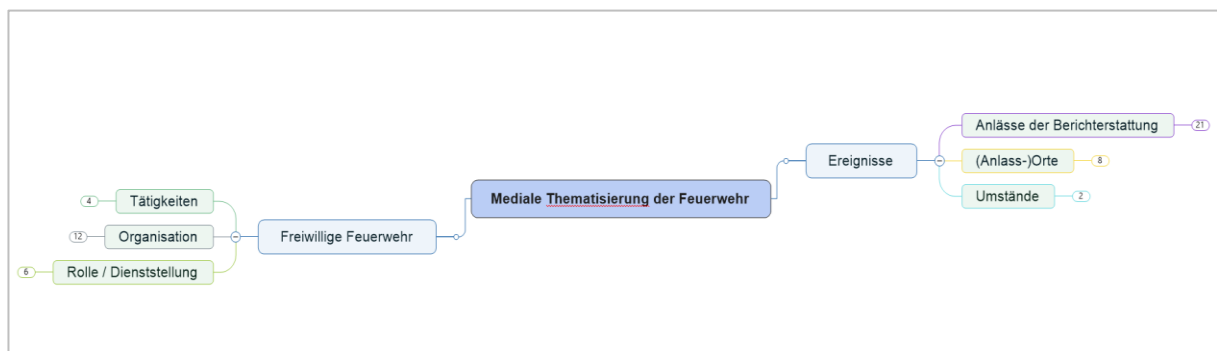 Mediale Thematisierung der Feuerwehr
Ereignisse
Anlässe der Berichterstattung
21
(Anlass-)Orte
8
Umstände
2
Freiwillige Feuerwehr
Tätigkeiten
4
Organisation
12
Rolle / Dienststellung
6